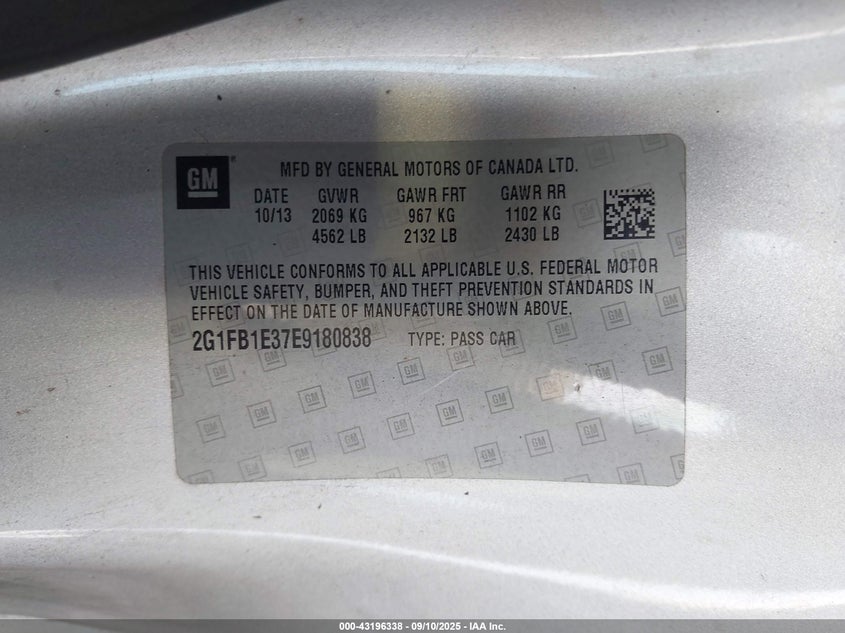 GM
MFD BY GENERAL MOTORS OF CANADA LTD.
DATE GVWR GAWR FRT GAWR RR
10/13 2069 KG 967 KG 1102 KG
4562 LB 2132 LB 2430 LB
THIS VEHICLE CONFORMS TO ALL APPLICABLE U.S. FEDERAL MOTOR
VEHICLE SAFETY, BUMPER, AND THEFT PREVENTION STANDARDS IN
EFFECT ON THE DATE OF MANUFACTURE SHOWN ABOVE.
2G1FB1E37E9180838 TYPE: PASS CAR
000-43196338 - 09/10/2025 - IAA Inc.